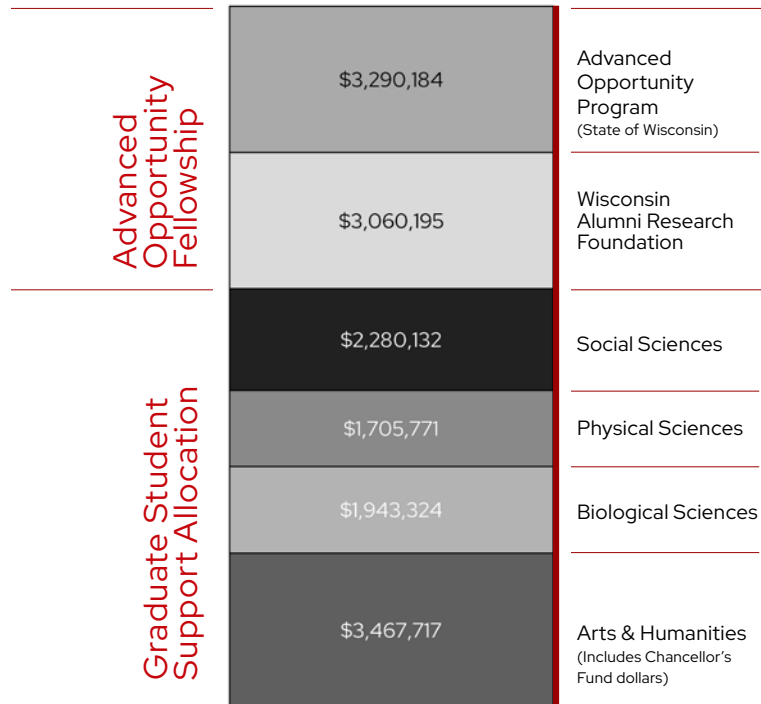 Advanced
Opportunity
Fellowship
$3,290,184
Advanced
Opportunity
Program
(State of Wisconsin)
$3,060,195
Wisconsin
Alumni Research
Foundation
Graduate Student
Support Allocation
$2,280,132
Social Sciences
$1,705,771
Physical Sciences
$1,943,324
Biological Sciences
$3,467,717
Arts & Humanities
(Includes Chancellor’s
Fund dollars)